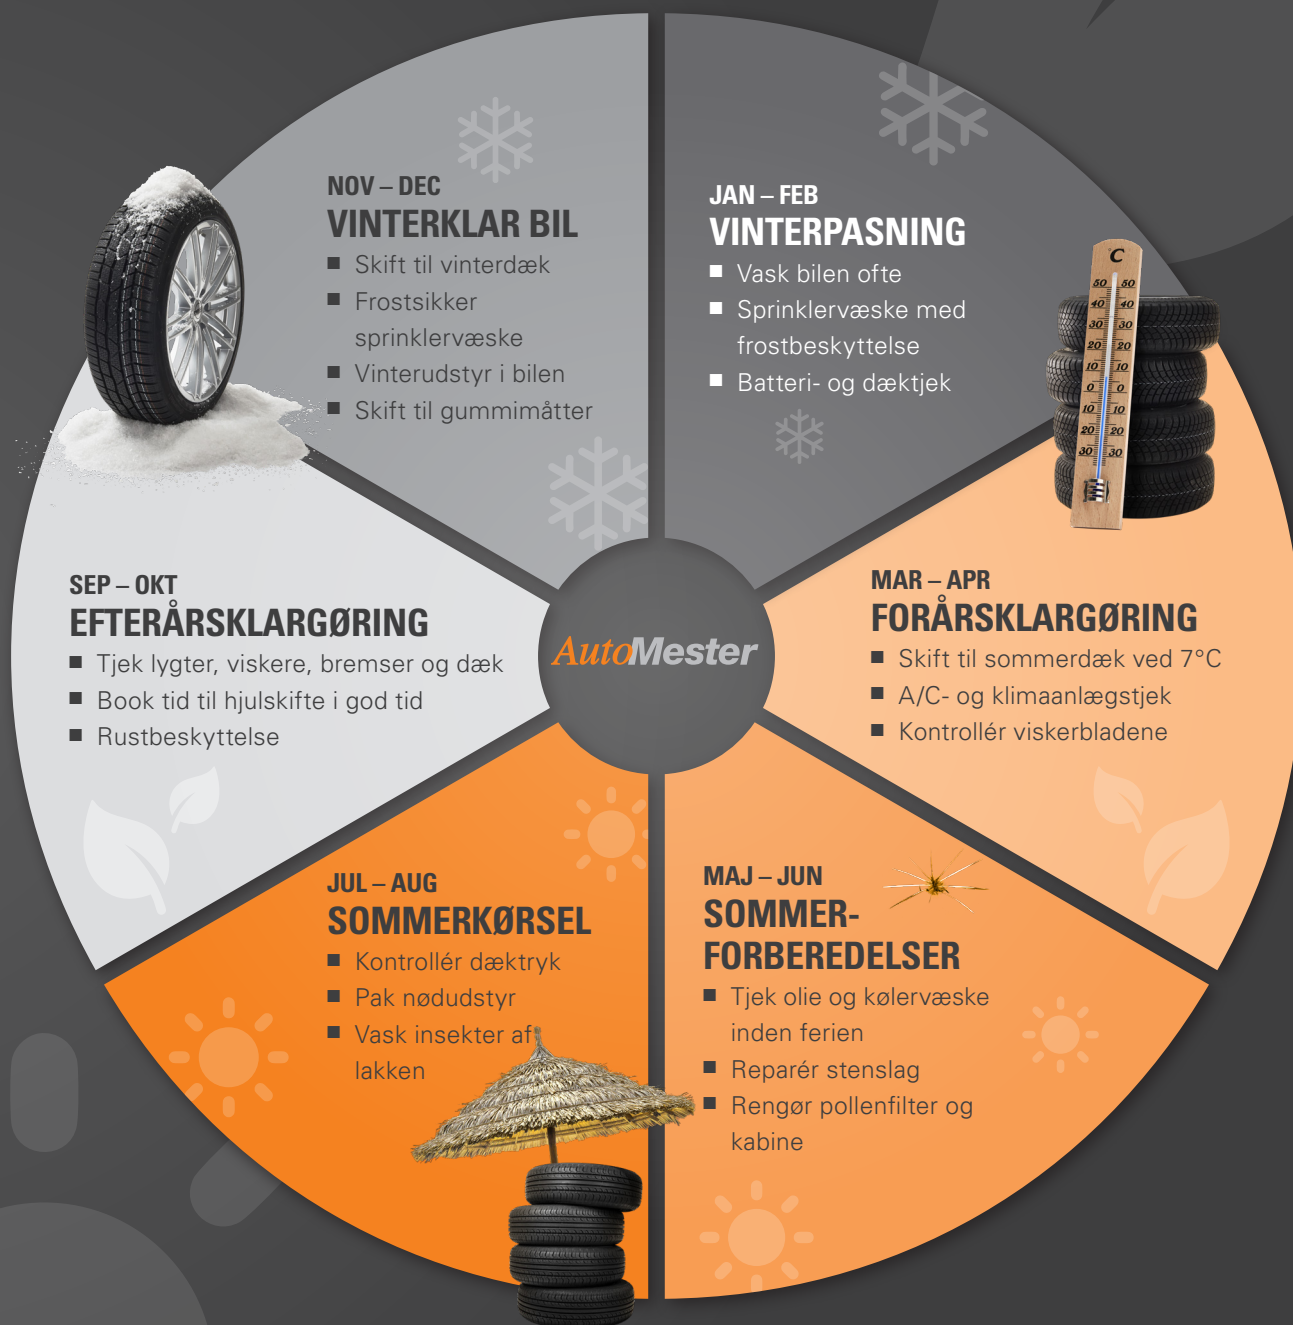 NOV – DEC
VINTERKLAR BIL
■ Skift til vinterdæk
■ Frostsikker
sprinklervæske
■ Vinterudstyr i bilen
■ Skift til gummimåtter
JAN – FEB
VINTERPASNING
■ Vask bilen ofte
■ Sprinklervæske med
frostbeskyttelse
■ Batteri- og dæktjek
°C
50 50
40 40
30 30
20 20
10 10
0 0
10 10
20 20
30 30
MAR – APR
FORÅRSKLARGØRING
■ Skift til sommerdæk ved 7°C
■ A/C- og klimaanlægstjek
■ Kontrollér viskerbladene
MAJ – JUN
SOMMER-
FORBEREDELSER
■ Tjek olie og kølervæske
inden ferien
■ Reparér stenslag
■ Rengør pollenfilter og
kabine
JUL – AUG
SOMMERKØRSEL
■ Kontrollér dæktryk
■ Pak nødudstyr
■ Vask insekter af
lakken
SEP – OKT
EFTERÅRSKLARGØRING
■ Tjek lygter, viskere, bremser og dæk
■ Book tid til hjulskifte i god tid
■ Rustbeskyttelse
AutoMester